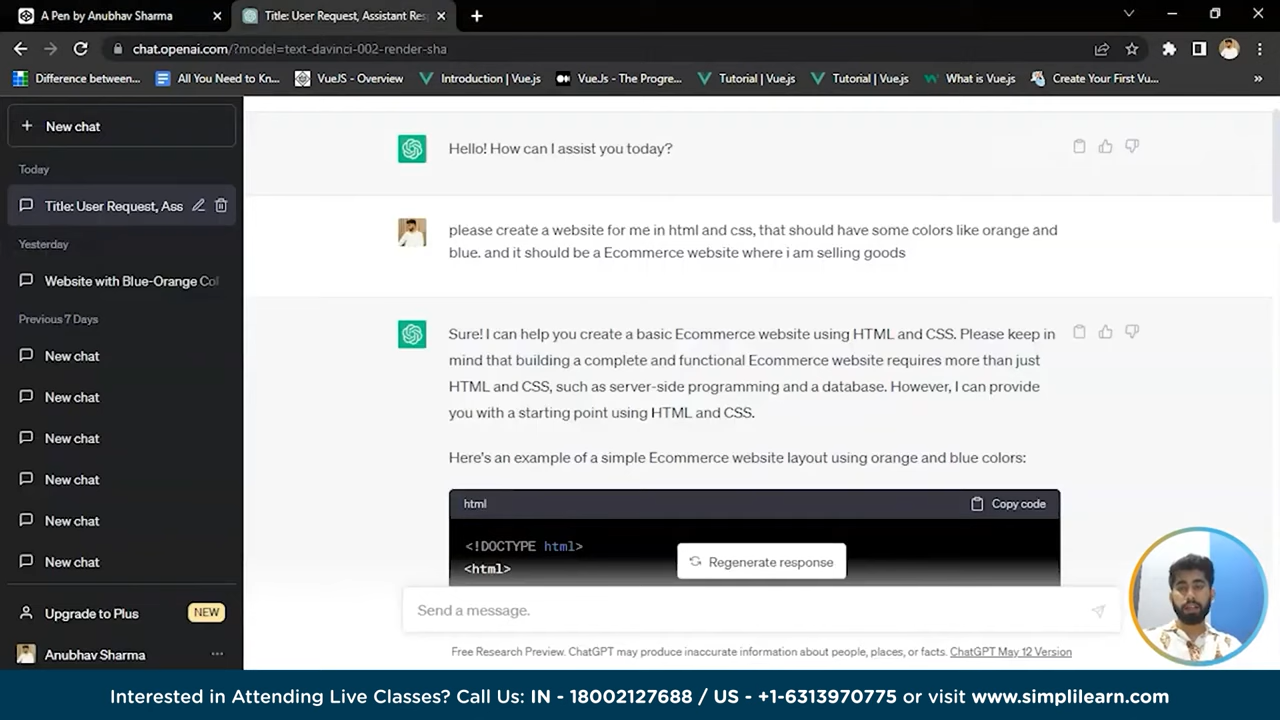 A Pen by Anubhav Sharma
Title: User Request, Assistant Res
chat.openai.com/?model=text-davinci-002-render-sha
Difference between...
All You Need to Kn...
VueJS - Overview
Introduction | Vue.js
VueJs - The Progre...
Tutorial | Vue.js
Tutorial | Vue.js
What is Vue.js
Create Your First Vu...
New chat
Today
Title: User Request, Ass
Yesterday
Website with Blue-Orange Col
Previous 7 Days
New chat
New chat
New chat
New chat
New chat
New chat
Upgrade to Plus
NEW
Anubhav Sharma
Hello! How can I assist you today?
please create a website for me in html and css, that should have some colors like orange and
blue. and it should be a Ecommerce website where i am selling goods
Sure! I can help you create a basic Ecommerce website using HTML and CSS. Please keep in
mind that building a complete and functional Ecommerce website requires more than just
HTML and CSS, such as server-side programming and a database. However, I can provide
you with a starting point using HTML and CSS.
Here's an example of a simple Ecommerce website layout using orange and blue colors:
html
Copy code
<!DOCTYPE html>
<html>
Regenerate response
Send a message.
Free Research Preview. ChatGPT may produce inaccurate information about people, places, or facts. ChatGPT May 12 Version
Interested in Attending Live Classes? Call Us: IN - 18002127688 / US - +1-6313970775 or visit www.simplilearn.com